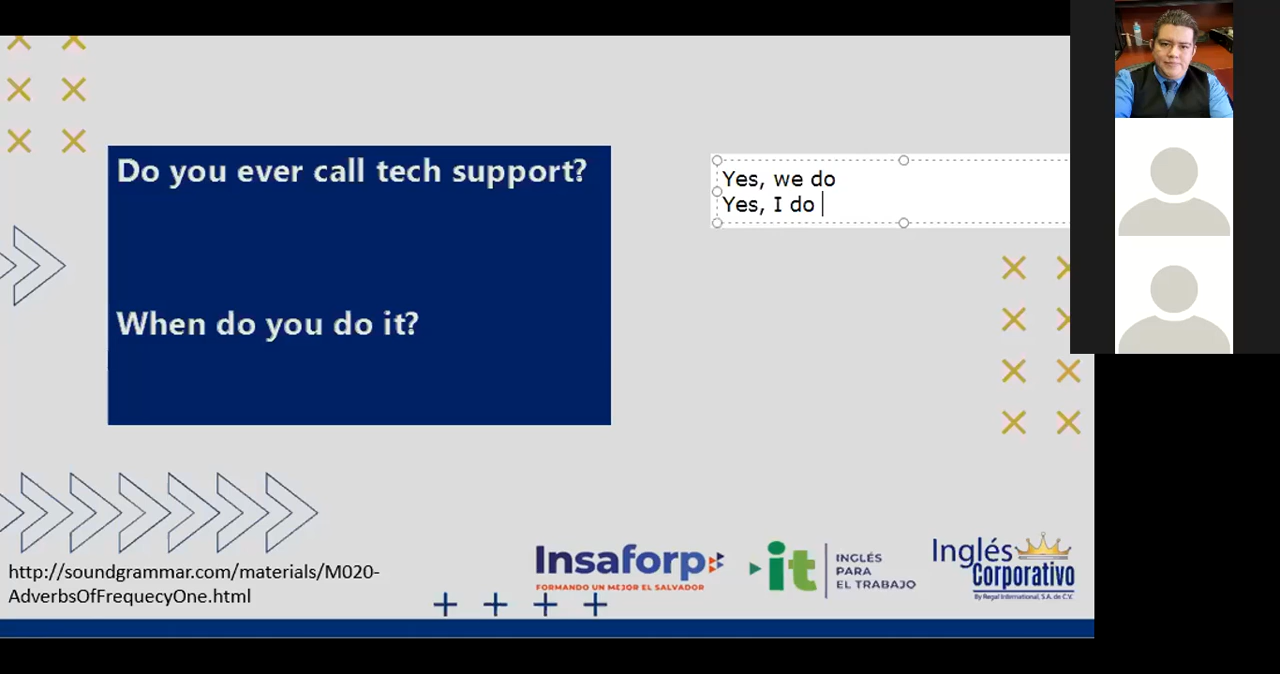 Do you ever call tech support?
When do you do it?
Yes, we do
Yes, I do
http://soundgrammar.com/materials/M020-
AdverbsOfFrequecyOne.html
Insaforp
FORMANDO UN MEJOR EL SALVADOR
it
INGLÉS
PARA
EL TRABAJO
Inglés
Corporativo
By Regal International, S.A. de C.V.